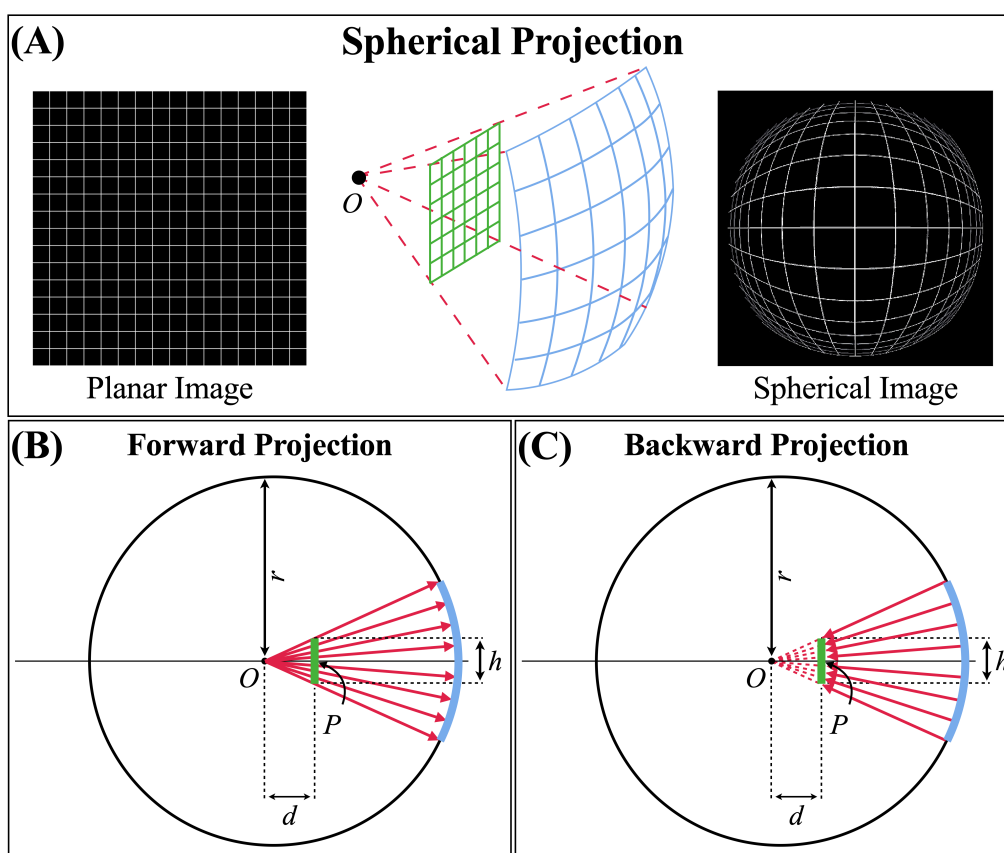 (A)
Spherical Projection
O
Planar Image
Spherical Image
(B)
Forward Projection
r
O
h
P
d
(C)
Backward Projection
r
O
h
P
d